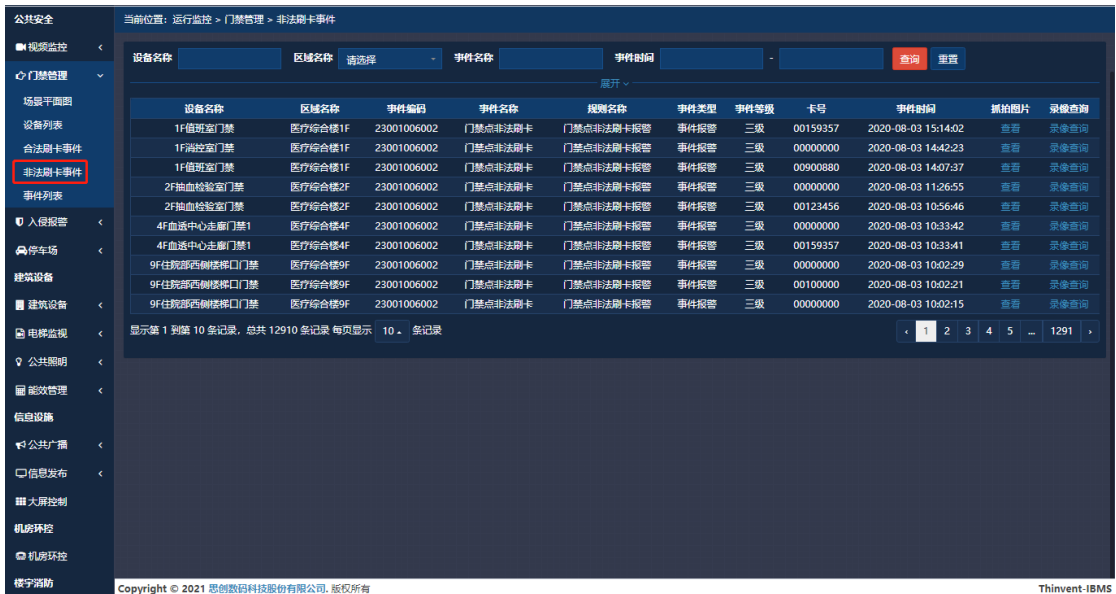 公共安全
视频监控
门禁管理
场景平面图
设备列表
合法刷卡事件
非法刷卡事件
事件列表
入侵报警
停车场
建筑设备
建筑设备
电梯监视
公共照明
能效管理
信息设施
公共广播
信息发布
大屏控制
机房环控
机房环控
楼宇消防
当前位置: 运行监控 > 门禁管理 > 非法刷卡事件
设备名称 区域名称 请选择 事件名称 事件时间 - 查询 重置
展开
设备名称 区域名称 事件编码 事件名称 规则名称 事件类型 事件等级 卡号 事件时间 抓拍图片 录像查询
1F值班室门禁 医疗综合楼1F 23001006002 门禁点非法刷卡 门禁点非法刷卡报警 事件报警 三级 00159357 2020-08-03 15:14:02 查看 录像查询
1F消控室门禁 医疗综合楼1F 23001006002 门禁点非法刷卡 门禁点非法刷卡报警 事件报警 三级 00000000 2020-08-03 14:42:23 查看 录像查询
1F值班室门禁 医疗综合楼1F 23001006002 门禁点非法刷卡 门禁点非法刷卡报警 事件报警 三级 00900880 2020-08-03 14:07:37 查看 录像查询
2F抽血检验室门禁 医疗综合楼2F 23001006002 门禁点非法刷卡 门禁点非法刷卡报警 事件报警 三级 00000000 2020-08-03 11:26:55 查看 录像查询
2F抽血检验室门禁 医疗综合楼2F 23001006002 门禁点非法刷卡 门禁点非法刷卡报警 事件报警 三级 00123456 2020-08-03 10:56:46 查看 录像查询
4F血透中心走廊门禁1 医疗综合楼4F 23001006002 门禁点非法刷卡 门禁点非法刷卡报警 事件报警 三级 00000000 2020-08-03 10:33:42 查看 录像查询
4F血透中心走廊门禁1 医疗综合楼4F 23001006002 门禁点非法刷卡 门禁点非法刷卡报警 事件报警 三级 00159357 2020-08-03 10:33:41 查看 录像查询
9F住院部西侧楼梯口门禁 医疗综合楼9F 23001006002 门禁点非法刷卡 门禁点非法刷卡报警 事件报警 三级 00000000 2020-08-03 10:02:29 查看 录像查询
9F住院部西侧楼梯口门禁 医疗综合楼9F 23001006002 门禁点非法刷卡 门禁点非法刷卡报警 事件报警 三级 00100000 2020-08-03 10:02:21 查看 录像查询
9F住院部西侧楼梯口门禁 医疗综合楼9F 23001006002 门禁点非法刷卡 门禁点非法刷卡报警 事件报警 三级 00000000 2020-08-03 10:02:15 查看 录像查询
显示第 1 到第 10 条记录，总共 12910 条记录 每页显示 10 条记录 ‹ 1 2 3 4 5 ... 1291 ›
Copyright © 2021 思创数码科技股份有限公司. 版权所有 Thinvent-IBMS